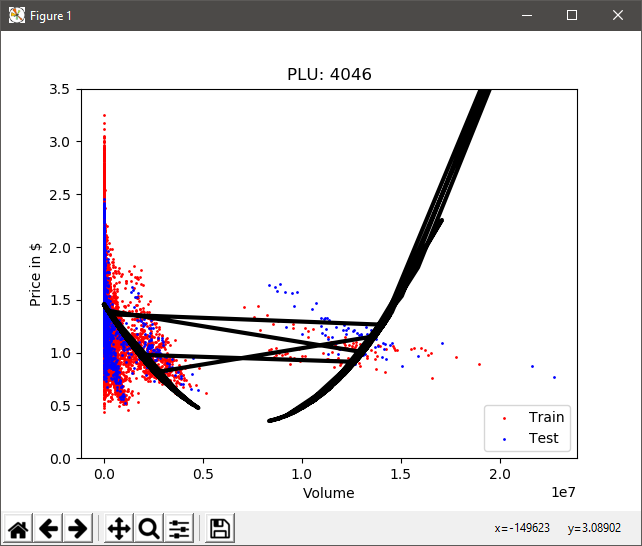 Figure 1
PLU: 4046
3.5
3.0
2.5
2.0
1.5
1.0
0.5
0.0
Price in $
Train
Test
0.0 0.5 1.0 1.5 2.0
Volume
1e7
x=-149623 y=3.08902